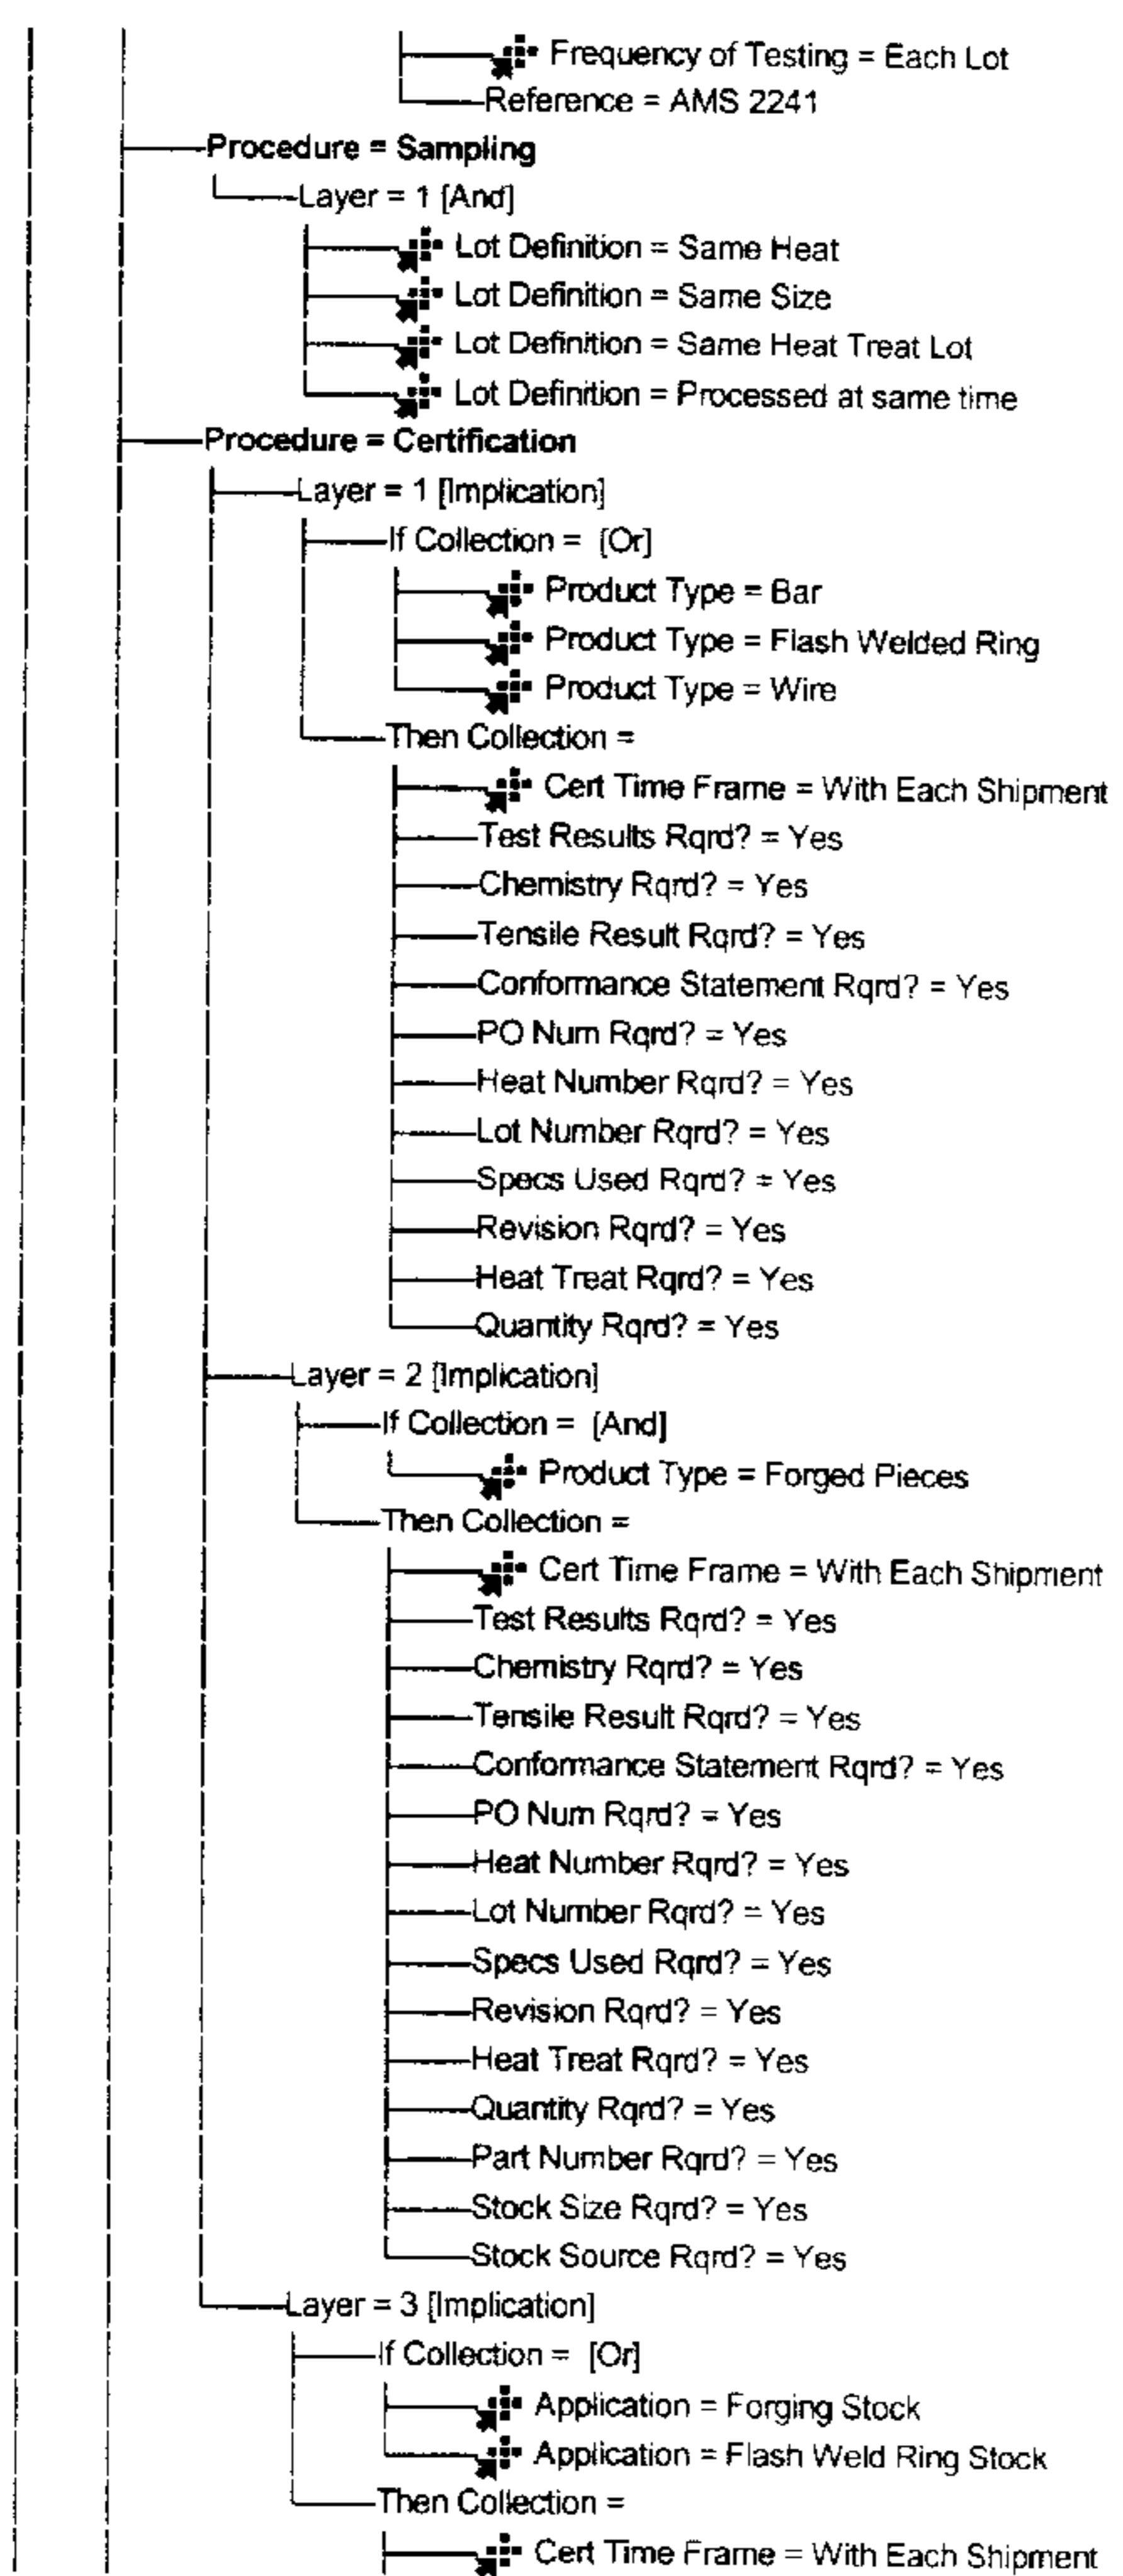 Frequency of Testing = Each Lot
Reference = AMS 2241
Procedure = Sampling
Layer = 1 [And]
Lot Definition = Same Heat
Lot Definition = Same Size
Lot Definition = Same Heat Treat Lot
Lot Definition = Processed at same time
Procedure = Certification
Layer = 1 [Implication]
If Collection = [Or]
Product Type = Bar
Product Type = Flash Welded Ring
Product Type = Wire
Then Collection =
Cert Time Frame = With Each Shipment
Test Results Rqrd? = Yes
Chemistry Rqrd? = Yes
Tensile Result Rqrd? = Yes
Conformance Statement Rqrd? = Yes
PO Num Rqrd? = Yes
Heat Number Rqrd? = Yes
Lot Number Rqrd? = Yes
Specs Used Rqrd? = Yes
Revision Rqrd? = Yes
Heat Treat Rqrd? = Yes
Quantity Rqrd? = Yes
Layer = 2 [Implication]
If Collection = [And]
Product Type = Forged Pieces
Then Collection =
Cert Time Frame = With Each Shipment
Test Results Rqrd? = Yes
Chemistry Rqrd? = Yes
Tensile Result Rqrd? = Yes
Conformance Statement Rqrd? = Yes
PO Num Rqrd? = Yes
Heat Number Rqrd? = Yes
Lot Number Rqrd? = Yes
Specs Used Rqrd? = Yes
Revision Rqrd? = Yes
Heat Treat Rqrd? = Yes
Quantity Rqrd? = Yes
Part Number Rqrd? = Yes
Stock Size Rqrd? = Yes
Stock Source Rqrd? = Yes
Layer = 3 [Implication]
If Collection = [Or]
Application = Forging Stock
Application = Flash Weld Ring Stock
Then Collection =
Cert Time Frame = With Each Shipment